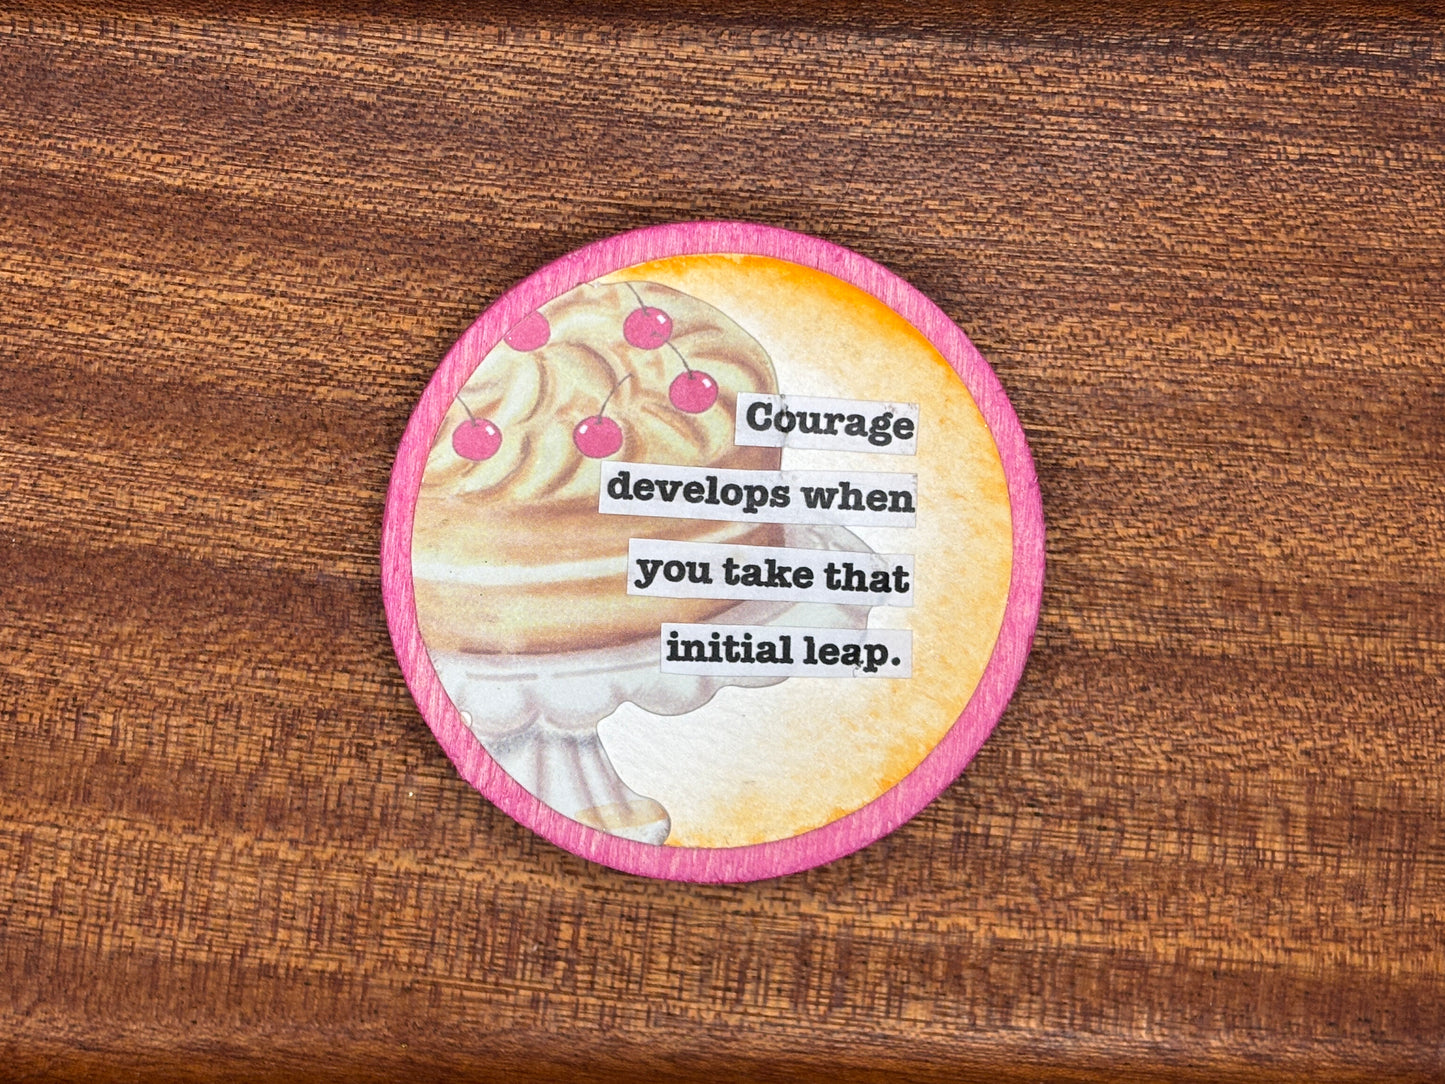 Courage
develops when
you take that
initial leap.